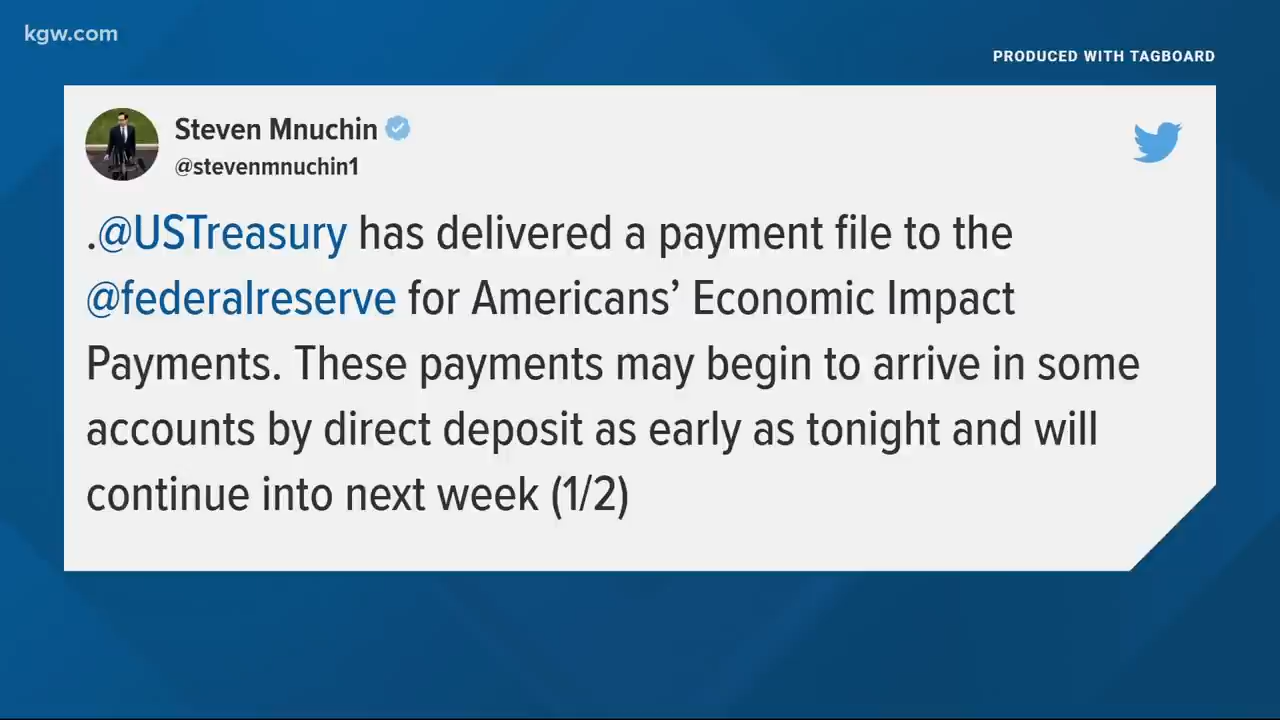 kgw.com
PRODUCED WITH TAGBOARD
Steven Mnuchin
@stevenmnuchin1
.@USTreasury has delivered a payment file to the
@federalreserve for Americans’ Economic Impact
Payments. These payments may begin to arrive in some
accounts by direct deposit as early as tonight and will
continue into next week (1/2)